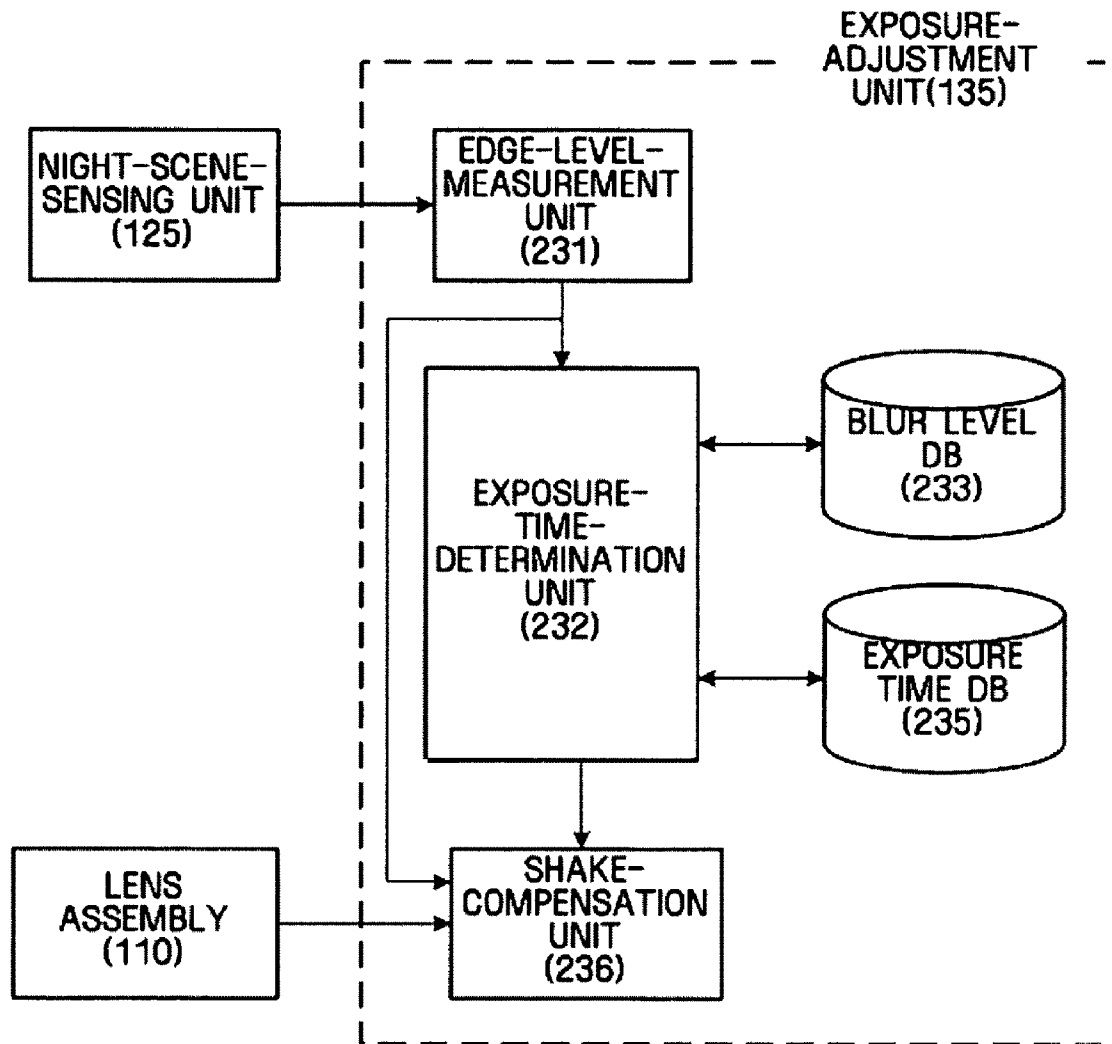 EXPOSURE-
ADJUSTMENT
UNIT(135)
NIGHT-SCENE-
SENSING UNIT
(125)
EDGE-LEVEL-
MEASUREMENT
UNIT
(231)
EXPOSURE-
TIME-
DETERMINATION
UNIT
(232)
BLUR LEVEL
DB
(233)
EXPOSURE
TIME DB
(235)
LENS
ASSEMBLY
(110)
SHAKE-
COMPENSATION
UNIT
(236)